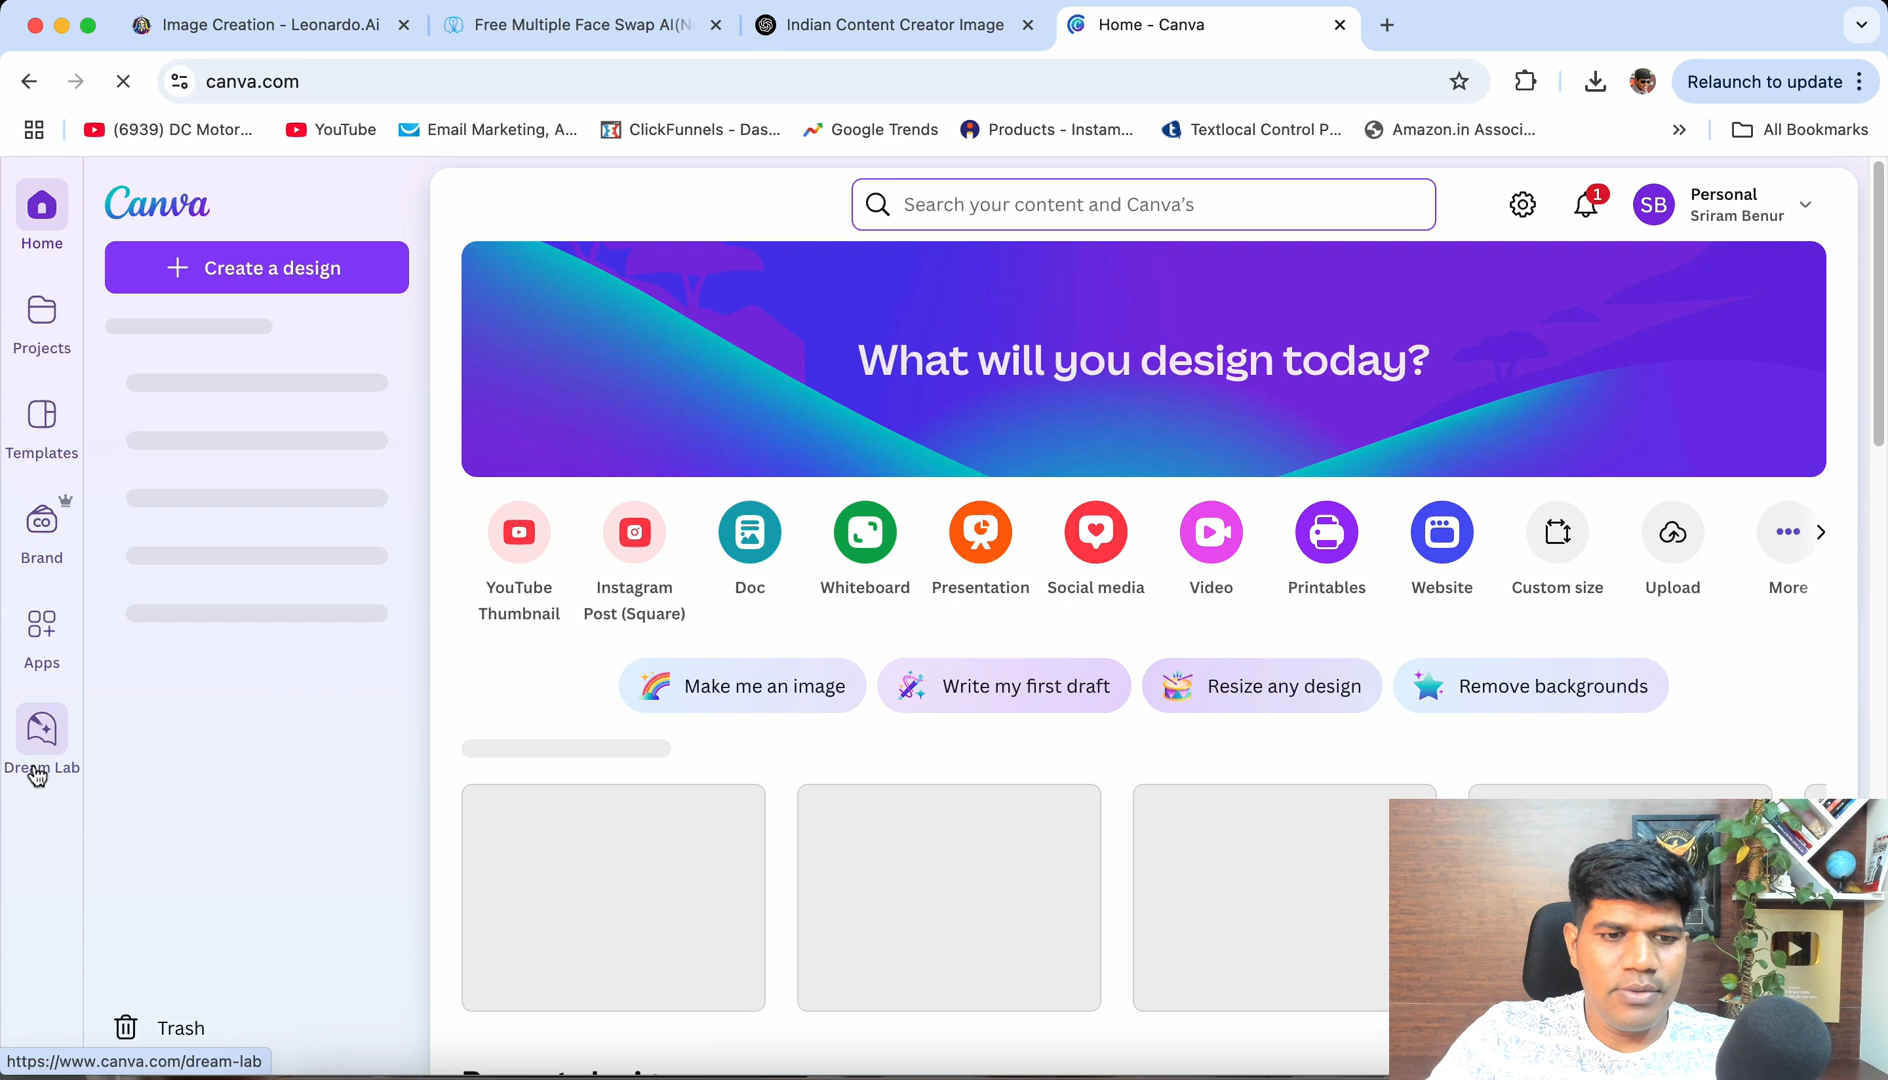 Image Creation - Leonardo.Ai
Free Multiple Face Swap AI(N
Indian Content Creator Image
Home - Canva
canva.com
Relaunch to update
(6939) DC Motor...
YouTube
Email Marketing, A...
ClickFunnels - Das...
Google Trends
Products - Instam...
Textlocal Control P...
Amazon.in Associ...
All Bookmarks
Home
Projects
Templates
Brand
Apps
Dream Lab
Canva
Create a design
Trash
https://www.canva.com/dream-lab
Search your content and Canva's
1
SB
Personal
Sriram Benur
What will you design today?
YouTube
Thumbnail
Instagram
Post (Square)
Doc
Whiteboard
Presentation
Social media
Video
Printables
Website
Custom size
Upload
More
Make me an image
Write my first draft
Resize any design
Remove backgrounds